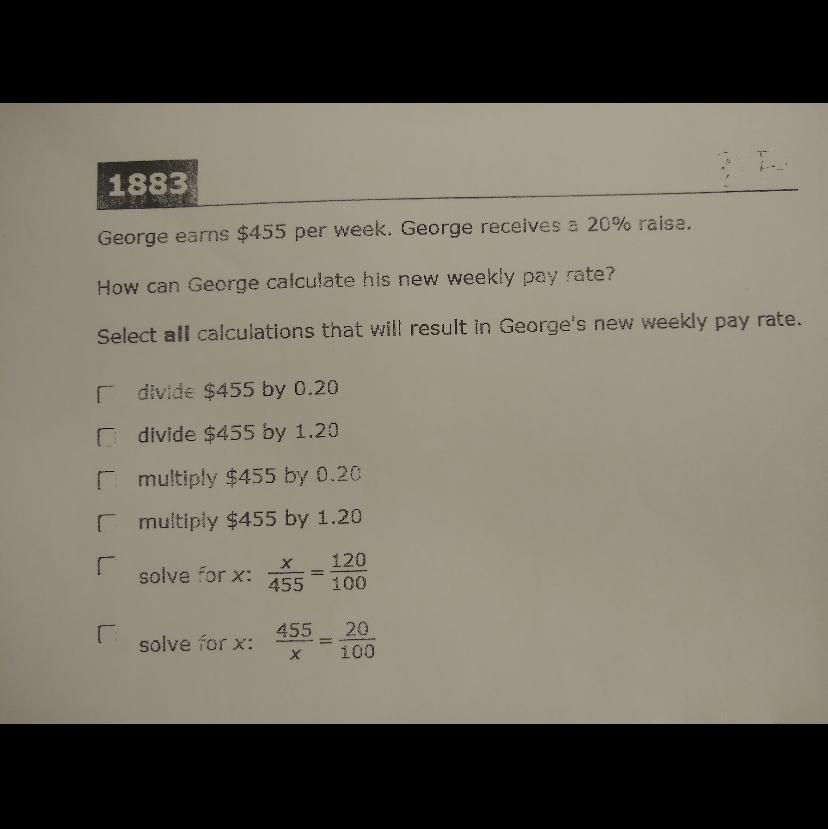 1883
George earns $455 per week. George receives a 20% raise.
How can George calculate his new weekly pay rate?
Select all calculations that will result in George's new weekly pay rate.
divide $455 by 0.20
divide $455 by 1.20
multiply $455 by 0.20
multiply $455 by 1.20
solve for x: x/455 = 120/100
solve for x: 455/x = 20/100